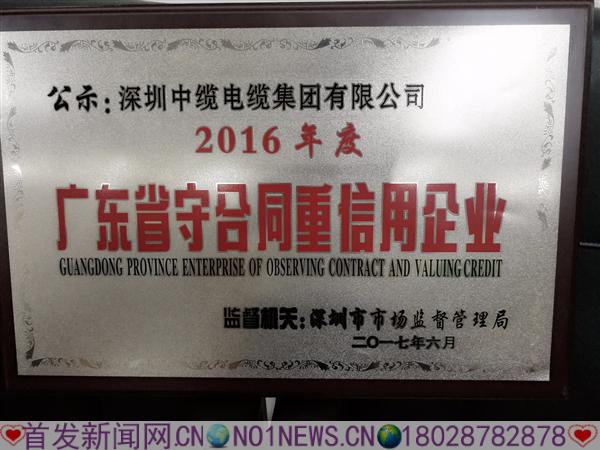 公示：深圳中缆电缆集团有限公司
2016年度
广东省守合同重信用企业
GUANGDONG PROVINCE ENTERPRISE OF OBSERVING CONTRACT AND VALUING CREDIT
监督机关：深圳市市场监督管理局
二〇一七年六月
首发新闻网.CN NO1NEWS.CN 18028782878